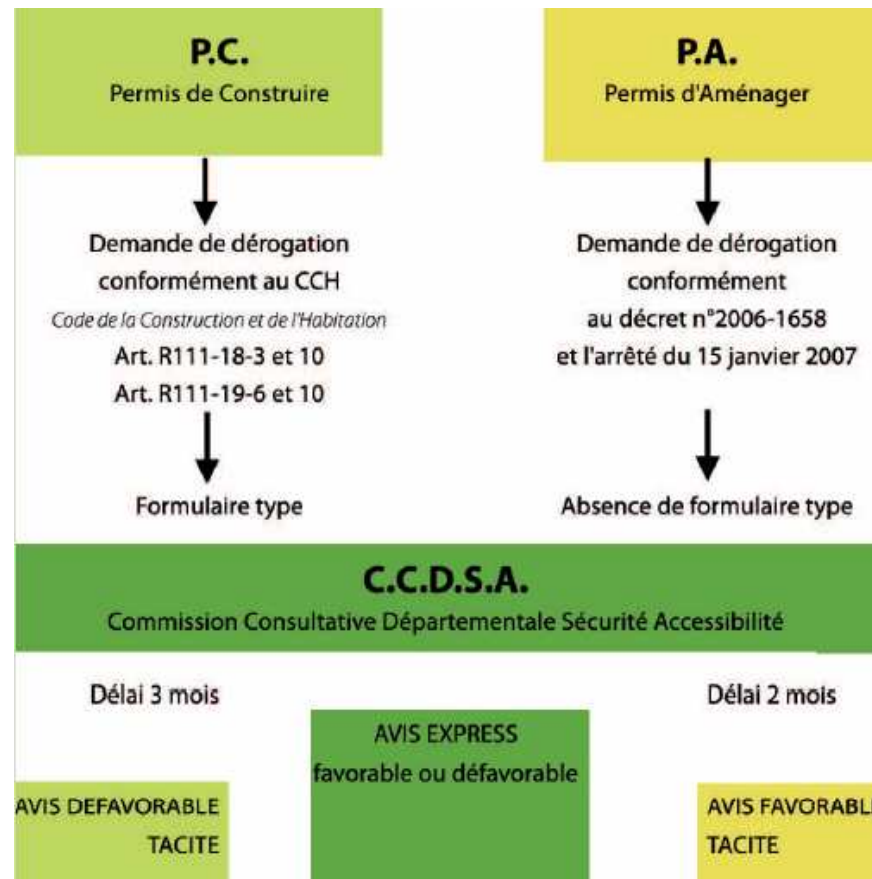 P.C.
Permis de Construire
Demande de dérogation
conformément au CCH
Code de la Construction et de l'Habitation
Art. R111-18-3 et 10
Art. R111-19-6 et 10
Formulaire type
P.A.
Permis d'Aménager
Demande de dérogation
conformément
au décret n°2006-1658
et l'arrêté du 15 janvier 2007
Absence de formulaire type
C.C.D.S.A.
Commission Consultative Départementale Sécurité Accessibilité
Délai 3 mois
AVIS DEFAVORABLE
TACITE
AVIS EXPRESS
favorable ou défavorable
Délai 2 mois
AVIS FAVORABLE
TACITE